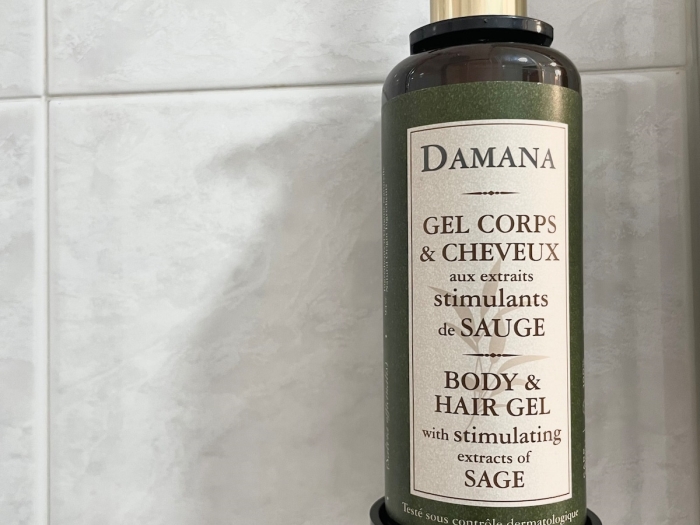 DAMANA
GEL CORPS
& CHEVEUX
aux extraits
stimulants
de SAUGE
BODY &
HAIR GEL
with stimulating
extracts of
SAGE
Testé sous contrôle dermatologique